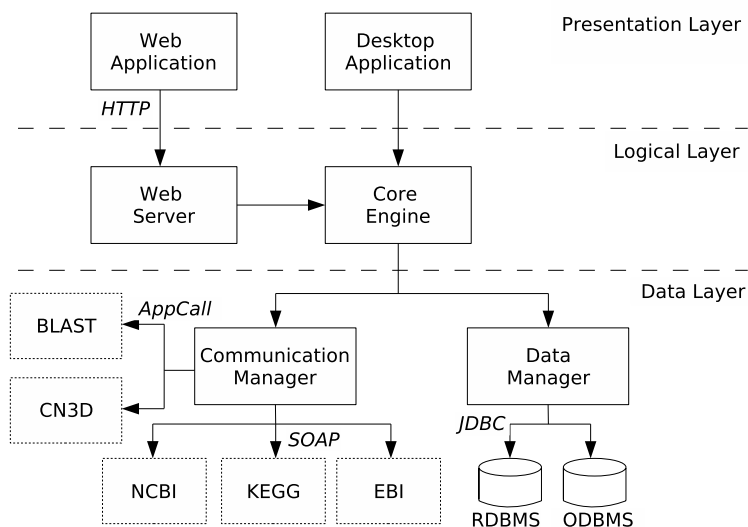 Presentation Layer
Web
Application
Desktop
Application
HTTP
Logical Layer
Web
Server
Core
Engine
Data Layer
BLAST
AppCall
Communication
Manager
Data
Manager
CN3D
SOAP
JDBC
NCBI
KEGG
EBI
RDBMS
ODBMS